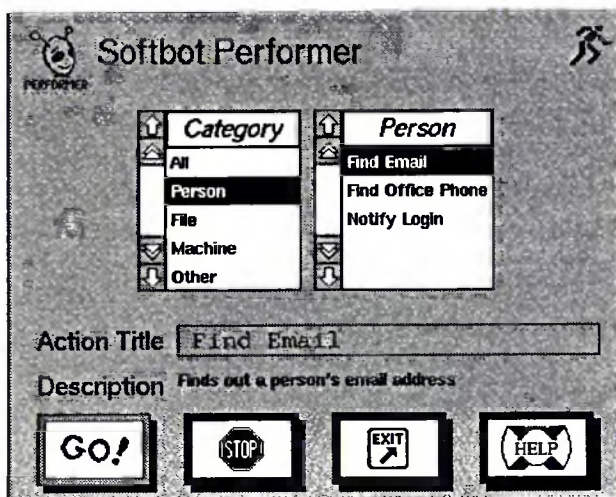 Softbot Performer
PERFORMER
Category
All
Person
File
Machine
Other
Person
Find Email
Find Office Phone
Notify Login
Action Title Find Email
Description Finds out a person's email address
GO!
STOP
EXIT
HELP